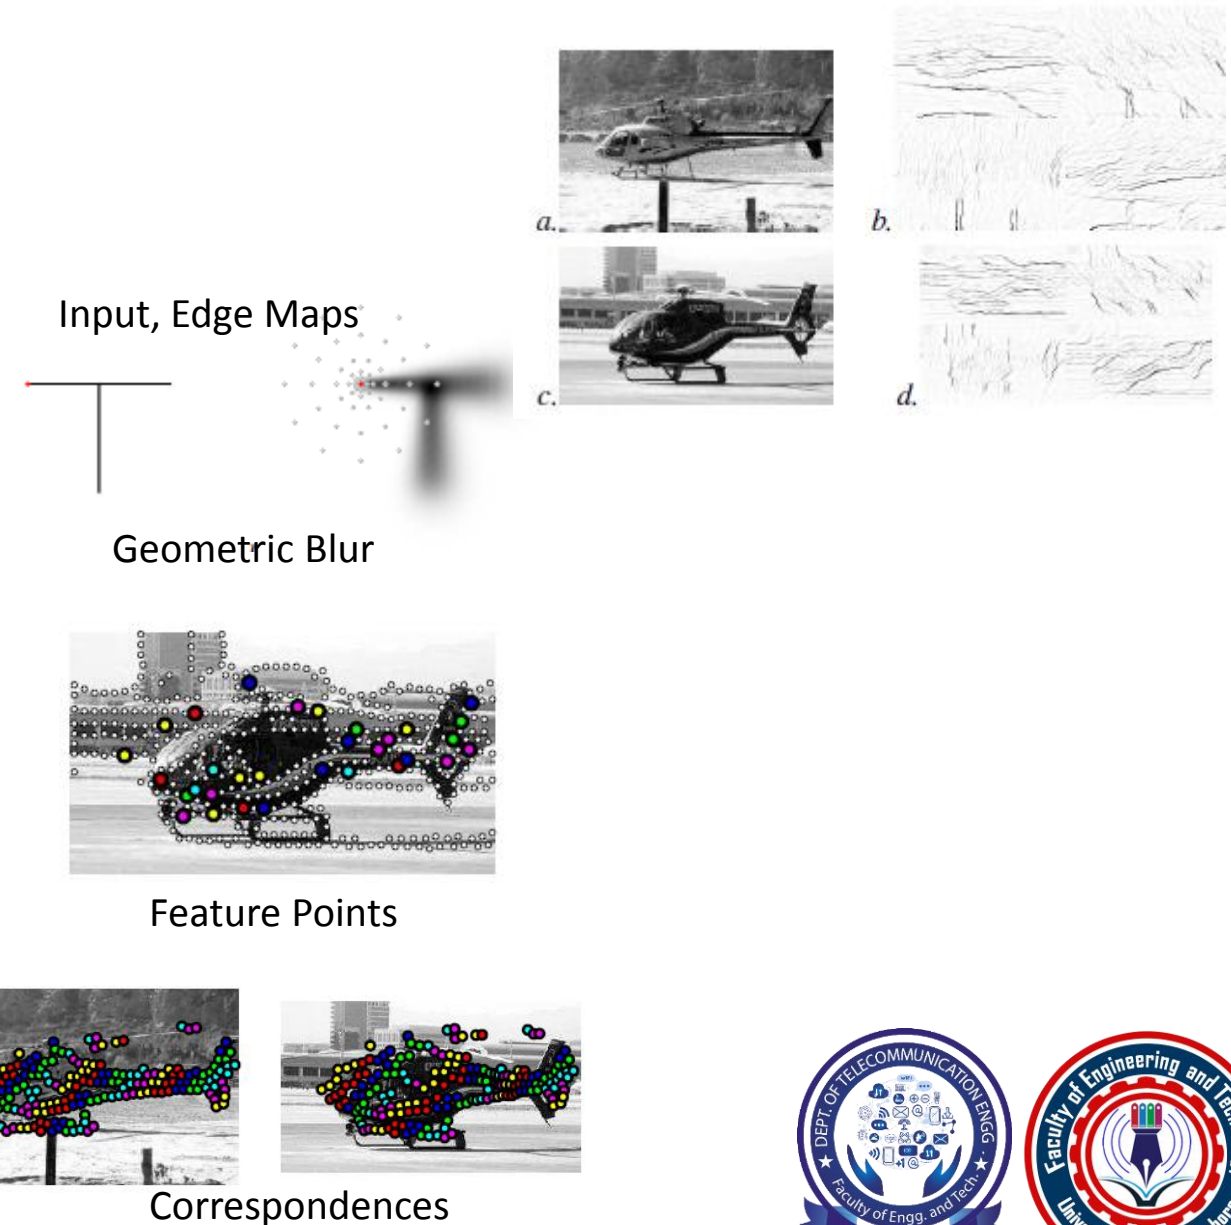 a.
b.
Input, Edge Maps
c.
d.
Geometric Blur
Feature Points
Correspondences
DEPT. OF TELECOMMUNICATION ENGG
Faculty of Engg. and Tech.
Faculty of Engineering and